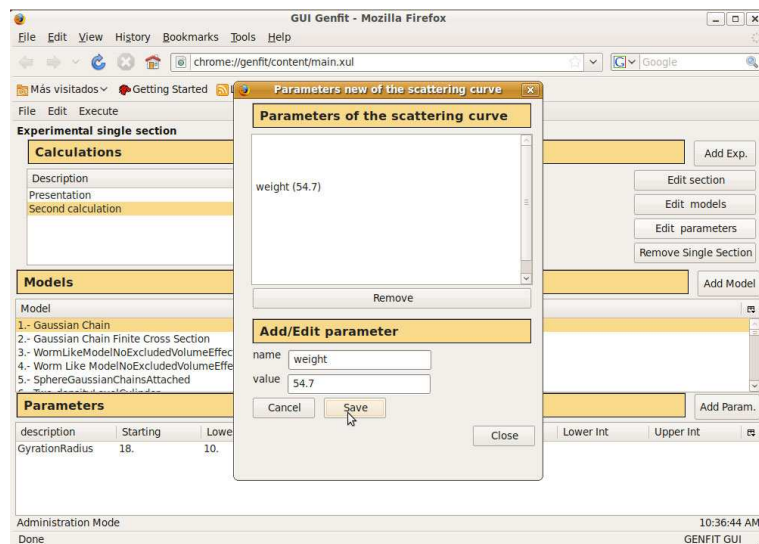 GUI Genfit - Mozilla Firefox
File Edit View History Bookmarks Tools Help
chrome://genfit/content/main.xul
G Google
Más visitados Getting Started
File Edit Execute
Experimental single section
Calculations
Add Exp.
Description
Presentation
Second calculation
Edit section
Edit models
Edit parameters
Remove Single Section
Models
Add Model
Model
1.- Gaussian Chain
2.- Gaussian Chain Finite Cross Section
3.- WormLikeModelNoExcludedVolumeEffec
4.- Worm Like ModelNoExcludedVolumeEffe
5.- SphereGaussianChainsAttached
Parameters
Add Param.
description Starting Lowe Lower Int Upper Int
GyrationRadius 18. 10.
Administration Mode 10:36:44 AM
Done GENFIT GUI
Parameters new of the scattering curve
Parameters of the scattering curve
weight (54.7)
Remove
Add/Edit parameter
name weight
value 54.7
Cancel Save
Close